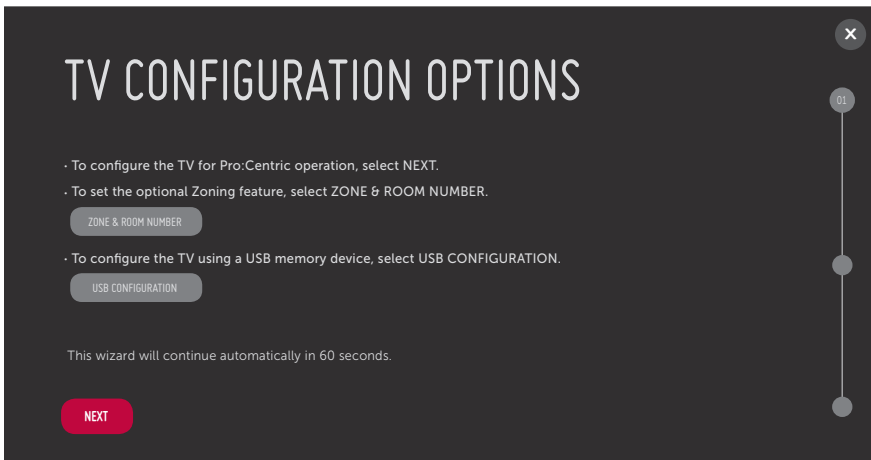 X
TV CONFIGURATION OPTIONS
01
· To configure the TV for Pro:Centric operation, select NEXT.
· To set the optional Zoning feature, select ZONE & ROOM NUMBER.
ZONE & ROOM NUMBER
· To configure the TV using a USB memory device, select USB CONFIGURATION.
USB CONFIGURATION
This wizard will continue automatically in 60 seconds.
NEXT